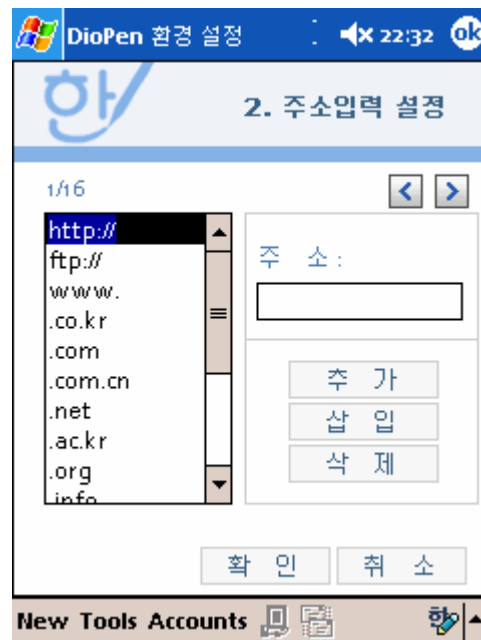 DioPen 환경 설정 22:32 ok
한
2. 주소입력 설정
1/16
http://
ftp://
www.
.co.kr
.com
.com.cn
.net
.ac.kr
.org
.info
주 소 :
추 가
삽 입
삭 제
확 인 취 소
New Tools Accounts 한